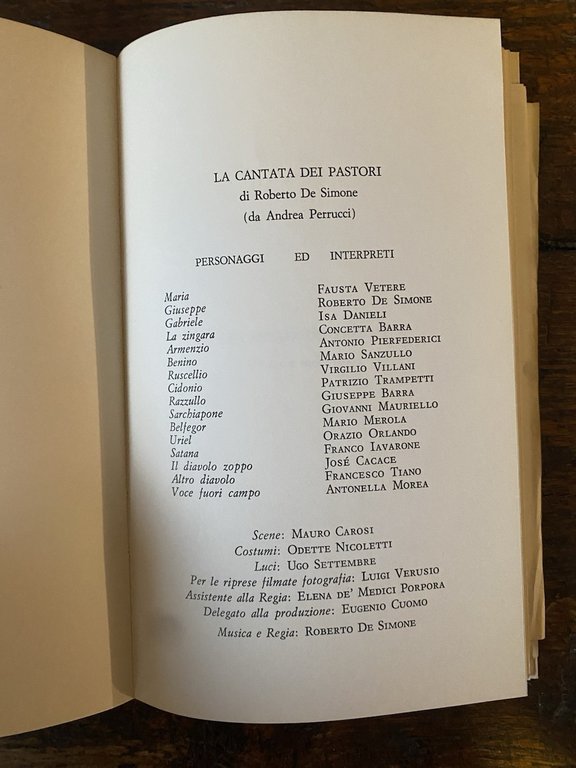 LA CANTATA DEI PASTORI
di Roberto De Simone
(da Andrea Perrucci)
PERSONAGGI ED INTERPRETI
Maria Fausta Vetere
Giuseppe Roberto De Simone
Gabriele Isa Danieli
La zingara Concetta Barra
Armenzio Antonio Pierfederici
Benino Mario Sanzullo
Ruscellio Virgilio Villani
Cidonio Patrizio Trampetti
Razzullo Giuseppe Barra
Sarchiapone Giovanni Mauriello
Belfegor Mario Merola
Uriel Orazio Orlando
Satana Franco Iavarone
Il diavolo zoppo José Cacace
Altro diavolo Francesco Tiano
Voce fuori campo Antonella Morea
Scene: Mauro Carosi
Costumi: Odette Nicoletti
Luci: Ugo Settembre
Per le riprese filmate fotografia: Luigi Verusio
Assistente alla Regia: Elena de' Medici Porpora
Delegato alla produzione: Eugenio Cuomo
Musica e Regia: Roberto De Simone